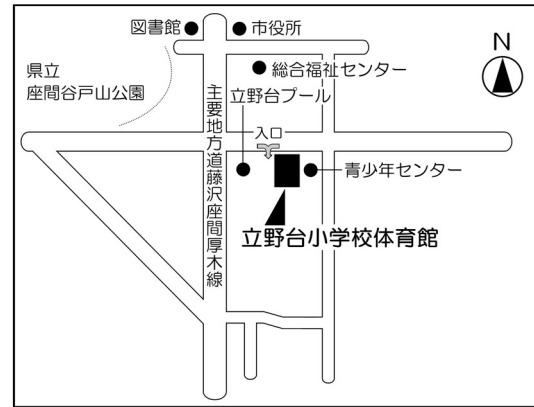 図書館
市役所
N
総合福祉センター
県立
座間谷戸山公園
立野台プール
主要地方道藤沢座間厚木線
入口
青少年センター
立野台小学校体育館